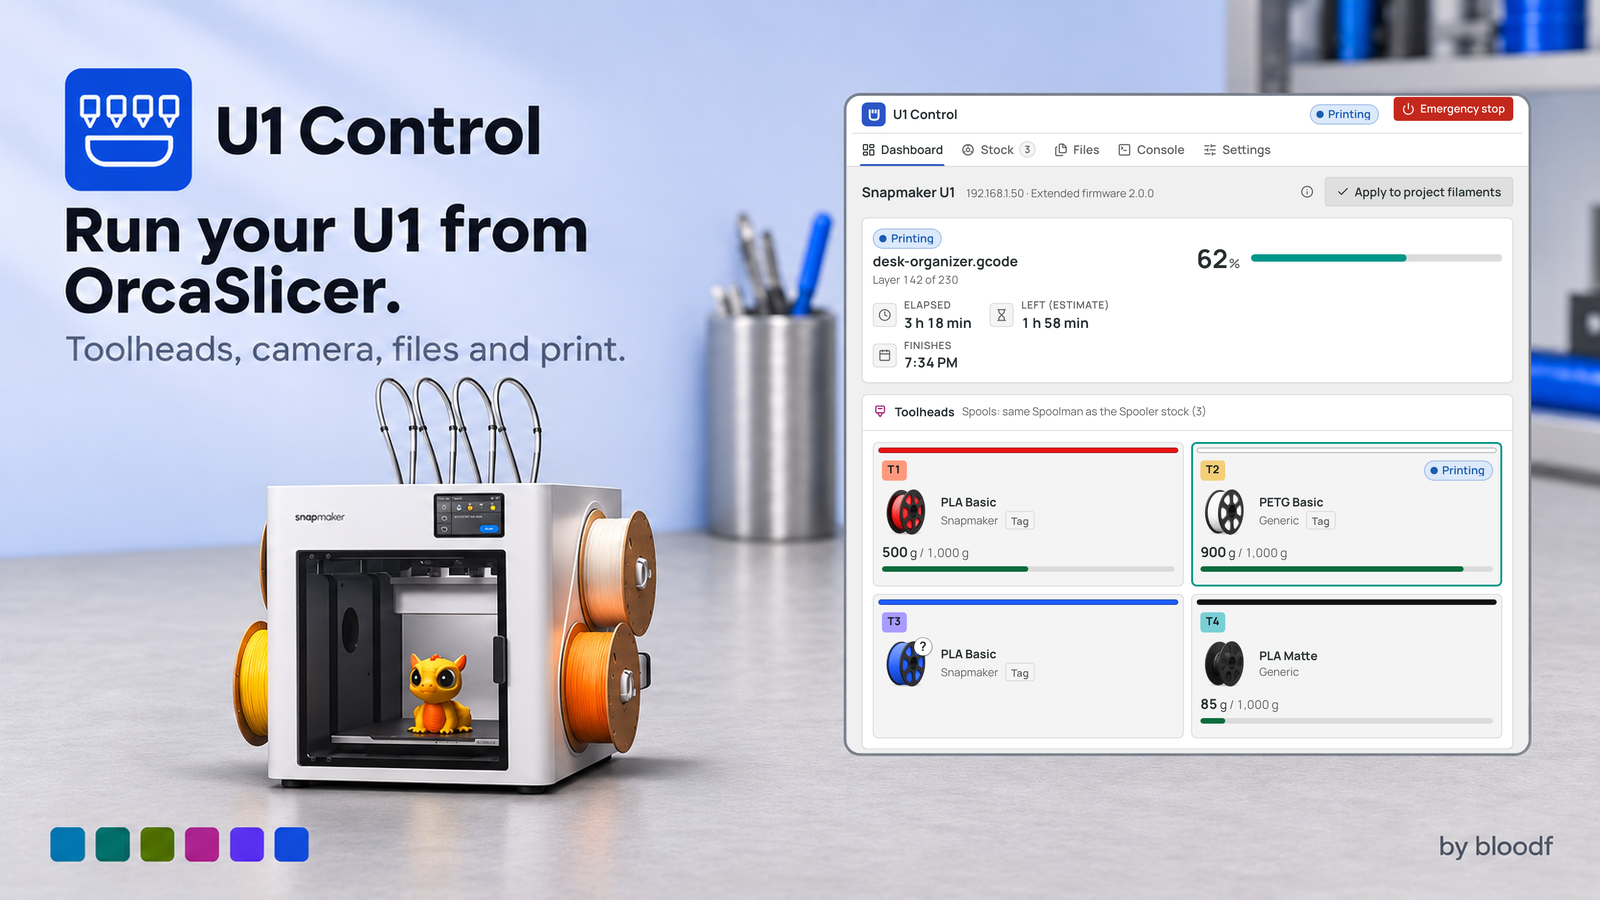 U1 Control
Run your U1 from
OrcaSlicer.
Toolheads, camera, files and print.
snapmaker
U1 Control
Printing
Emergency stop
Dashboard
Stock 3
Files
Console
Settings
Snapmaker U1
192.168.1.50 · Extended firmware 2.0.0
Apply to project filaments
Printing
desk-organizer.gcode
Layer 142 of 230
62%
ELAPSED
3 h 18 min
LEFT (ESTIMATE)
1 h 58 min
FINISHES
7:34 PM
Toolheads
Spools: same Spoolman as the Spooler stock (3)
T1
PLA Basic
Snapmaker Tag
500 g / 1,000 g
T2
Printing
PETG Basic
Generic Tag
900 g / 1,000 g
T3
?
PLA Basic
Snapmaker Tag
T4
PLA Matte
Generic
85 g / 1,000 g
by bloodf